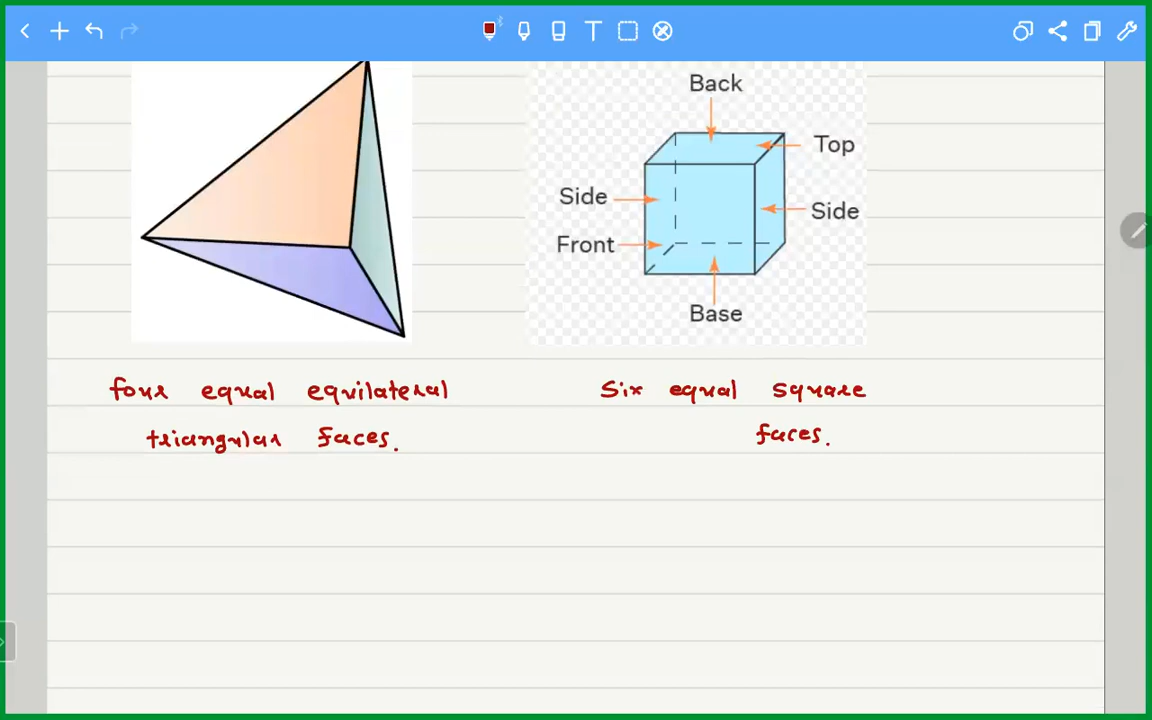 Back
Top
Side
Side
Front
Base
four equal equilateral
triangular faces.
Six equal square
faces.